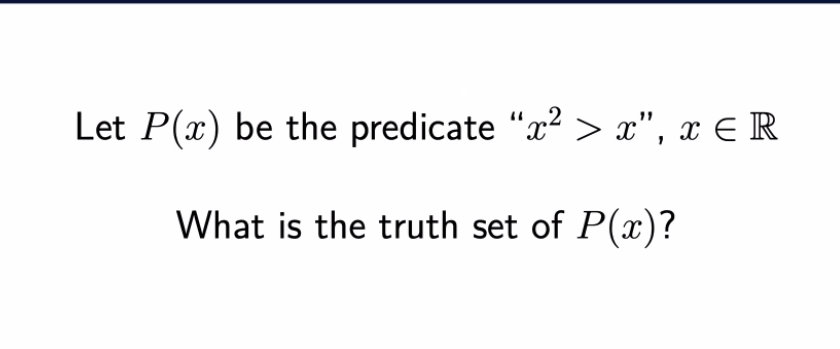 Let P(x) be the predicate “x² > x”, x ∈ ℝ
What is the truth set of P(x)?